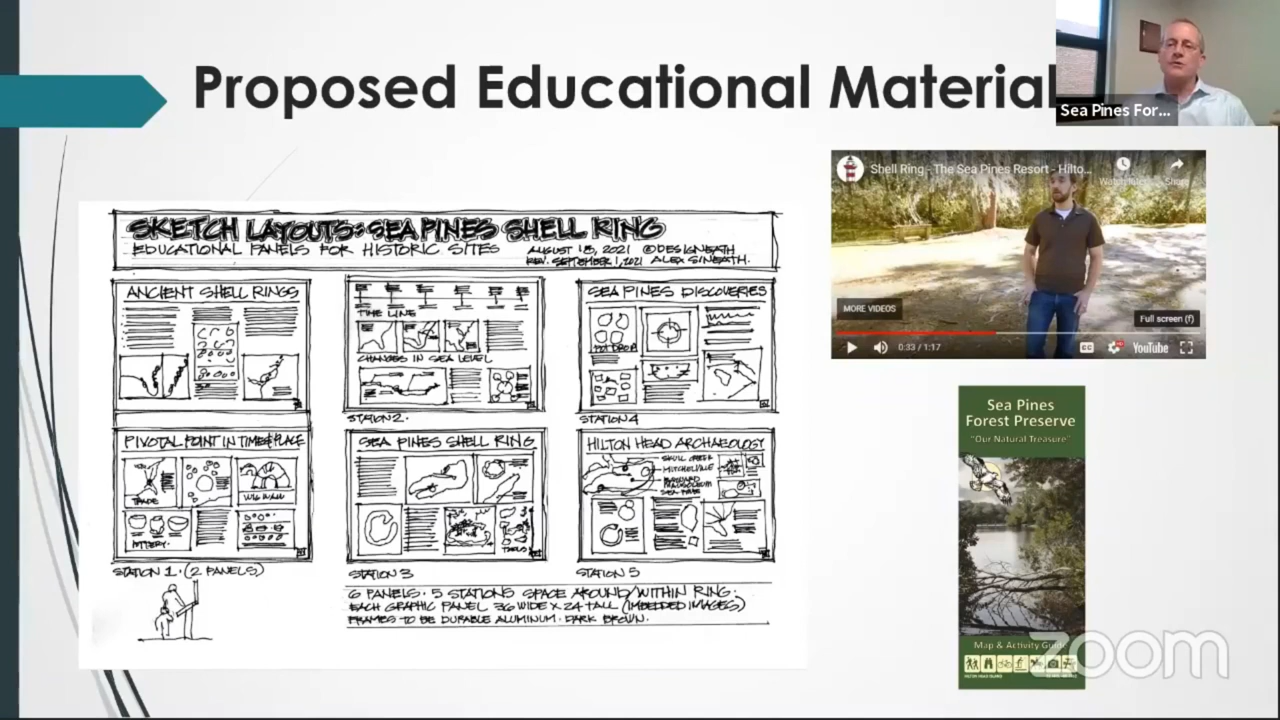 Proposed Educational Material
Sea Pines For...
Shell Ring - The Sea Pines Resort - Hilto...
Share
MORE VIDEOS
Full screen (f)
0:33 / 1:17
CC
YouTube
SKETCH LAYOUTS: SEA PINES SHELL RING
EDUCATIONAL PANELS FOR HISTORIC SITES
AUGUST 18, 2021 ©DESIGNEATH
REV. SEPTEMBER 1, 2021 ALEX SINEATH.
ANCIENT SHELL RINGS
TIME LINE
CHANGES IN SEA LEVEL
STATION 2.
SEA PINES DISCOVERIES
STATION 4
PIVOTAL POINT IN TIME & PLACE
TRADE
WIGWAM
POTTERY.
STATION 1. (2 PANELS)
SEA PINES SHELL RING
TOOLS
STATION 3
HILTON HEAD ARCHAEOLOGY
SKULL CREEK
MITCHELVILLE
SEA PINES
STATION 5
6 PANELS. 5 STATIONS SPACE AROUND/WITHIN RING.
EACH GRAPHIC PANEL 36 WIDE X 24 TALL (IMBEDDED IMAGES)
FRAMES TO BE DURABLE ALUMINUM. DARK BROWN.
Sea Pines
Forest Preserve
"Our Natural Treasure"
Map & Activity Guide
zoom